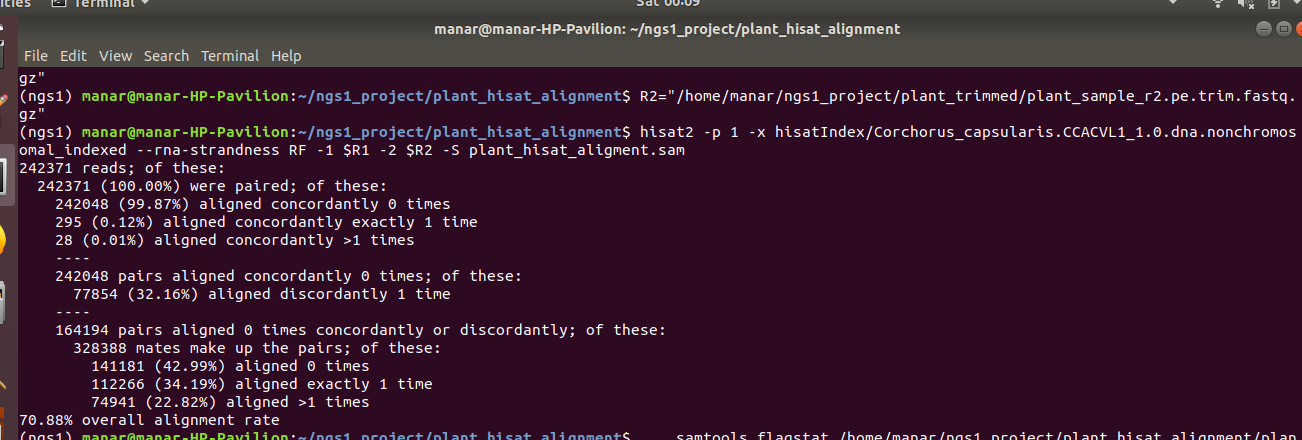 ities Terminal Sat 00:09
manar@manar-HP-Pavilion: ~/ngs1_project/plant_hisat_alignment
File Edit View Search Terminal Help
gz"
(ngs1) manar@manar-HP-Pavilion:~/ngs1_project/plant_hisat_alignment$ R2="/home/manar/ngs1_project/plant_trimmed/plant_sample_r2.pe.trim.fastq.
gz"
(ngs1) manar@manar-HP-Pavilion:~/ngs1_project/plant_hisat_alignment$ hisat2 -p 1 -x hisatIndex/Corchorus_capsularis.CCACVL1_1.0.dna.nonchromos
omal_indexed --rna-strandness RF -1 $R1 -2 $R2 -S plant_hisat_aligment.sam
242371 reads; of these:
  242371 (100.00%) were paired; of these:
    242048 (99.87%) aligned concordantly 0 times
    295 (0.12%) aligned concordantly exactly 1 time
    28 (0.01%) aligned concordantly >1 times
    ----
    242048 pairs aligned concordantly 0 times; of these:
      77854 (32.16%) aligned discordantly 1 time
    ----
    164194 pairs aligned 0 times concordantly or discordantly; of these:
      328388 mates make up the pairs; of these:
        141181 (42.99%) aligned 0 times
        112266 (34.19%) aligned exactly 1 time
        74941 (22.82%) aligned >1 times
70.88% overall alignment rate
(ngs1) manar@manar-HP-Pavilion:~/ngs1_project/plant_hisat_alignment$ samtools flagstat /home/manar/ngs1_project/plant_hisat_alignment/plan